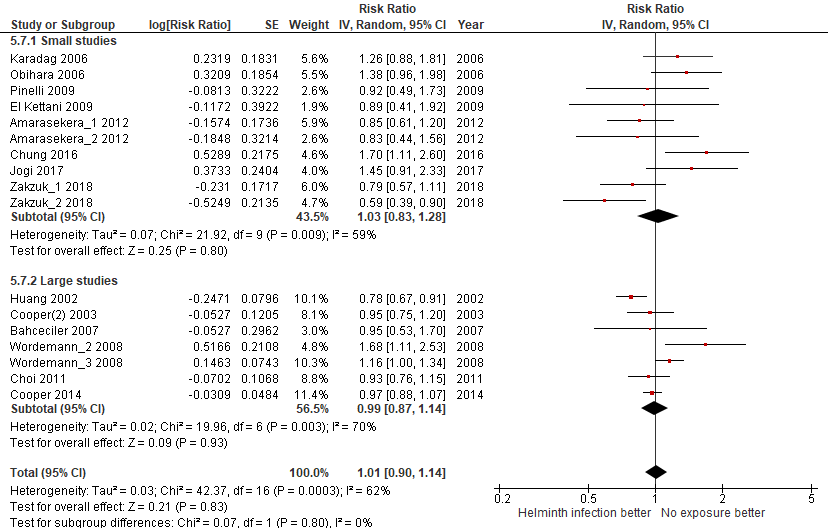 Risk Ratio Risk Ratio
Study or Subgroup log[Risk Ratio] SE Weight IV, Random, 95% CI Year IV, Random, 95% CI
5.7.1 Small studies
Karadag 2006 0.2319 0.1831 5.6% 1.26 [0.88, 1.81] 2006
Obihara 2006 0.3209 0.1854 5.6% 1.38 [0.96, 1.98] 2006
Pinelli 2009 -0.0813 0.3222 2.6% 0.92 [0.49, 1.73] 2009
El Kettani 2009 -0.1172 0.3922 1.9% 0.89 [0.41, 1.92] 2009
Amarasekera_1 2012 -0.1574 0.1736 5.9% 0.85 [0.61, 1.20] 2012
Amarasekera_2 2012 -0.1848 0.3214 2.6% 0.83 [0.44, 1.56] 2012
Chung 2016 0.5289 0.2175 4.6% 1.70 [1.11, 2.60] 2016
Jogi 2017 0.3733 0.2404 4.0% 1.45 [0.91, 2.33] 2017
Zakzuk_1 2018 -0.231 0.1717 6.0% 0.79 [0.57, 1.11] 2018
Zakzuk_2 2018 -0.5249 0.2135 4.7% 0.59 [0.39, 0.90] 2018
Subtotal (95% CI) 43.5% 1.03 [0.83, 1.28]
Heterogeneity: Tau² = 0.07; Chi² = 21.92, df = 9 (P = 0.009); I² = 59%
Test for overall effect: Z = 0.25 (P = 0.80)
5.7.2 Large studies
Huang 2002 -0.2471 0.0796 10.1% 0.78 [0.67, 0.91] 2002
Cooper(2) 2003 -0.0527 0.1205 8.1% 0.95 [0.75, 1.20] 2003
Bahceciler 2007 -0.0527 0.2962 3.0% 0.95 [0.53, 1.70] 2007
Wordemann_2 2008 0.5166 0.2108 4.8% 1.68 [1.11, 2.53] 2008
Wordemann_3 2008 0.1463 0.0743 10.3% 1.16 [1.00, 1.34] 2008
Choi 2011 -0.0702 0.1068 8.8% 0.93 [0.76, 1.15] 2011
Cooper 2014 -0.0309 0.0484 11.4% 0.97 [0.88, 1.07] 2014
Subtotal (95% CI) 56.5% 0.99 [0.87, 1.14]
Heterogeneity: Tau² = 0.02; Chi² = 19.96, df = 6 (P = 0.003); I² = 70%
Test for overall effect: Z = 0.09 (P = 0.93)
Total (95% CI) 100.0% 1.01 [0.90, 1.14]
Heterogeneity: Tau² = 0.03; Chi² = 42.37, df = 16 (P = 0.0003); I² = 62%
Test for overall effect: Z = 0.21 (P = 0.83)
Test for subgroup differences: Chi² = 0.07, df = 1 (P = 0.80), I² = 0%
0.2 0.5 1 2 5
Helminth infection better No exposure better